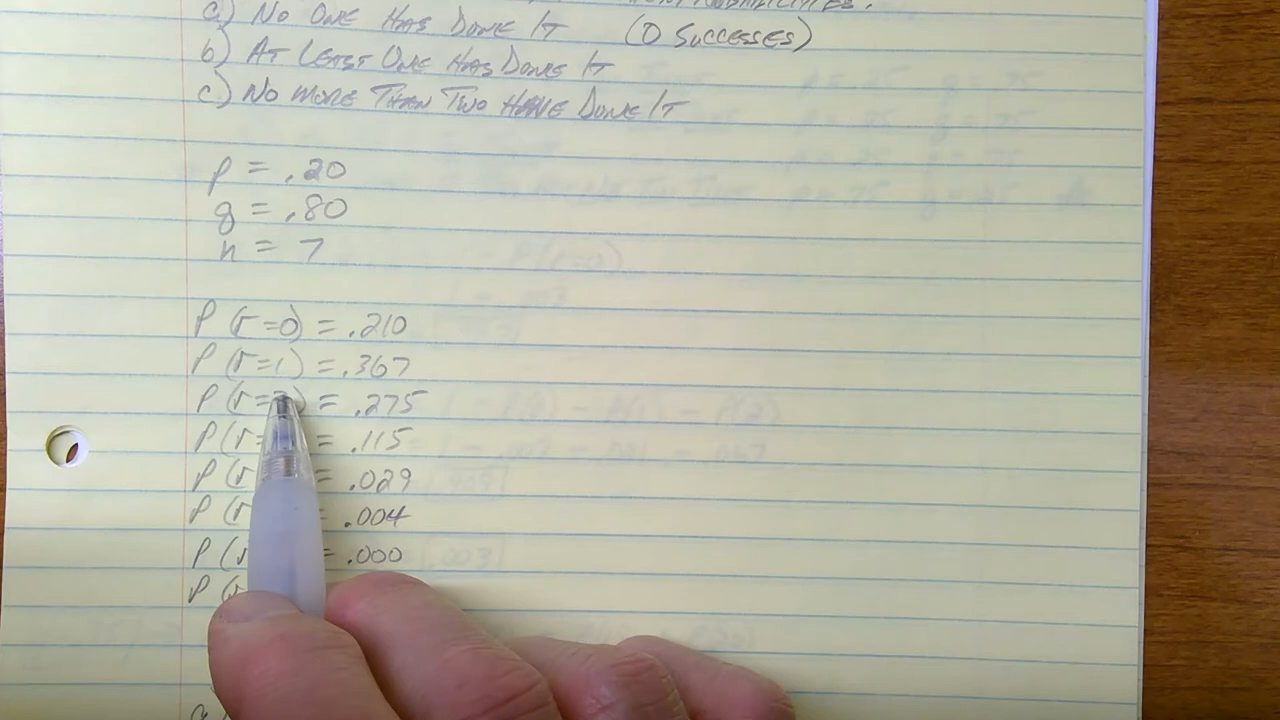 a) No One Has Done It (0 Successes)
b) At Least One Has Done It
c) No more Than Two Have Done It
p = .20
q = .80
n = 7
P (r=0) = .210
P (r=1) = .367
P (r= ) = .275
P (r= = .115
P (r = .029
P (r = .004
P (r = .000
P (r